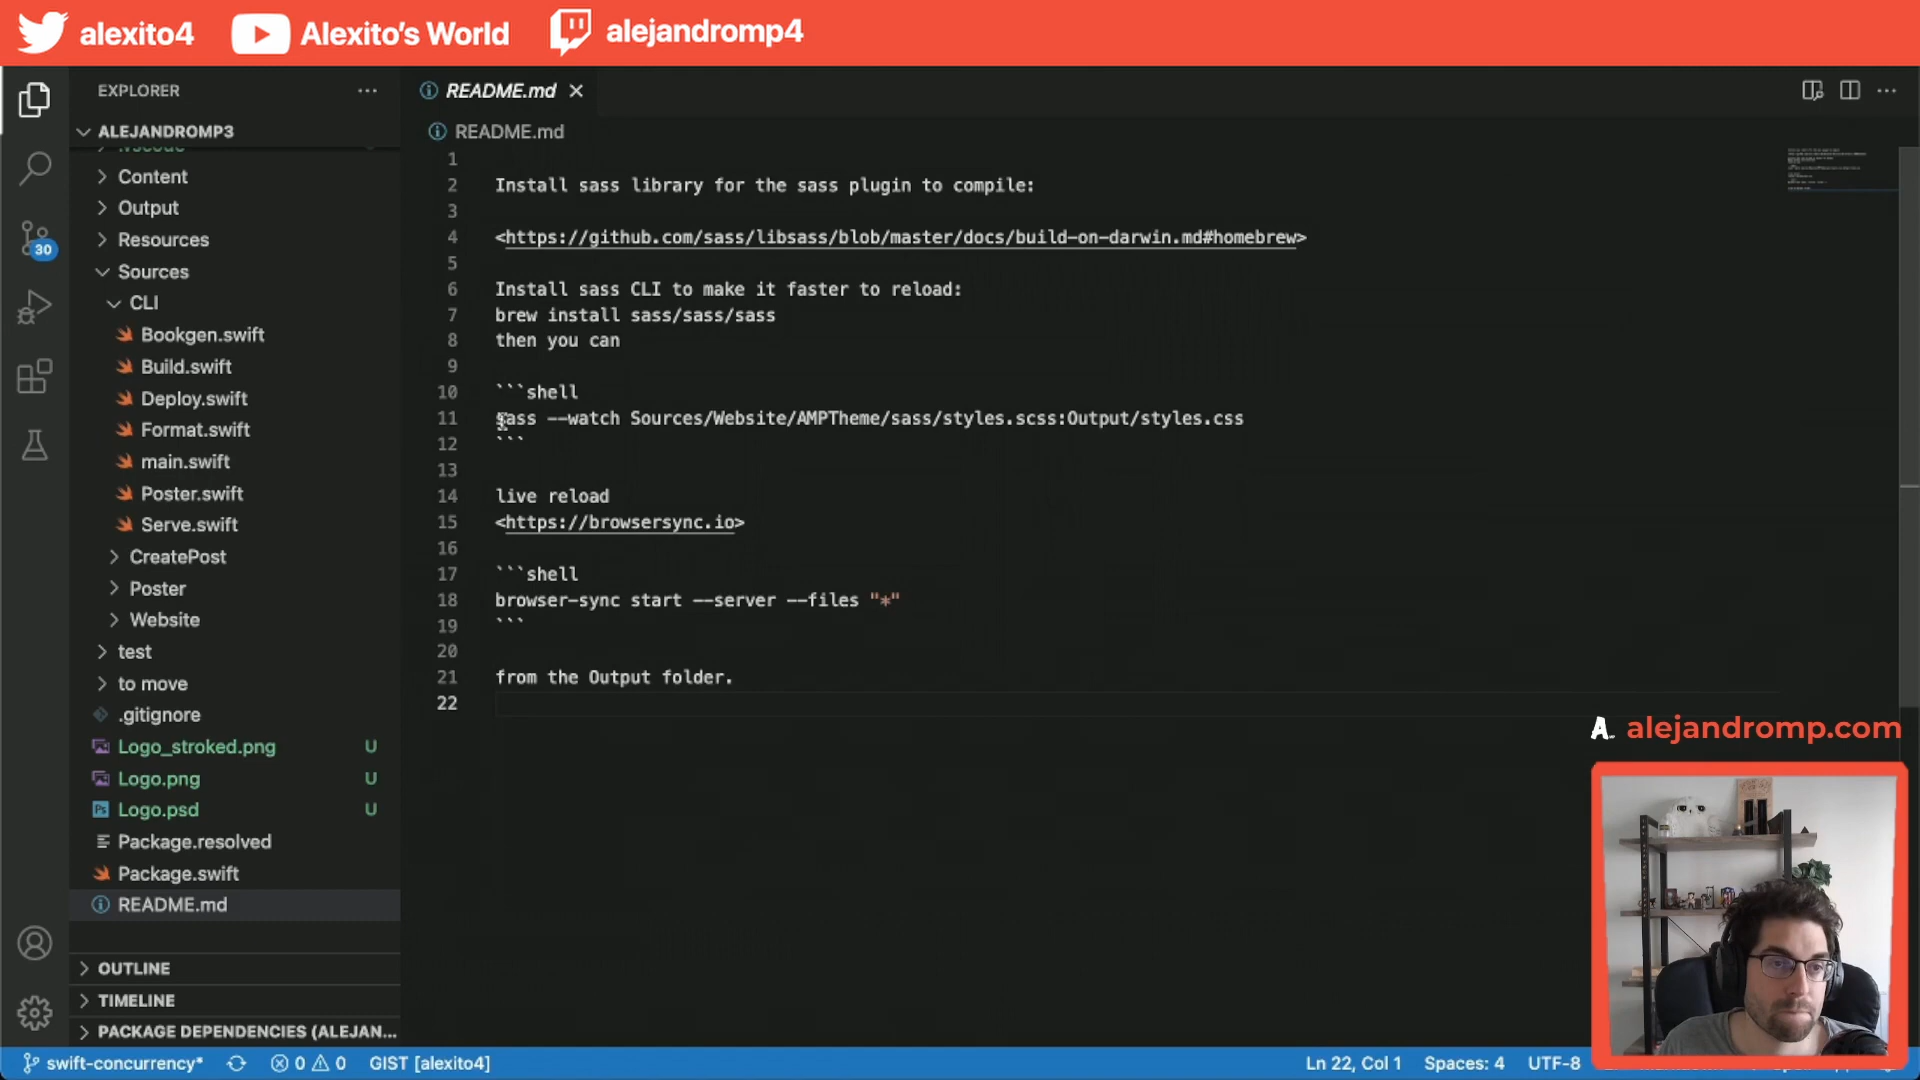 alexito4
Alexito's World
alejandromp4
EXPLORER
README.md
ALEJANDROMP3
README.md
.vscode
Content
Output
Resources
30
Sources
CLI
Bookgen.swift
Build.swift
Deploy.swift
Format.swift
main.swift
Poster.swift
Serve.swift
CreatePost
Poster
Website
test
to move
.gitignore
Logo_stroked.png U
Logo.png U
Ps Logo.psd U
Package.resolved
Package.swift
README.md
OUTLINE
TIMELINE
PACKAGE DEPENDENCIES (ALEJAN...
1
2 Install sass library for the sass plugin to compile:
3
4 <https://github.com/sass/libsass/blob/master/docs/build-on-darwin.md#homebrew>
5
6 Install sass CLI to make it faster to reload:
7 brew install sass/sass/sass
8 then you can
9
10 ```shell
11 sass --watch Sources/Website/AMPTheme/sass/styles.scss:Output/styles.css
12 ```
13
14 live reload
15 <https://browsersync.io>
16
17 ```shell
18 browser-sync start --server --files "*"
19 ```
20
21 from the Output folder.
22
A. alejandromp.com
swift-concurrency* 0 0 GIST [alexito4] Ln 22, Col 1 Spaces: 4 UTF-8